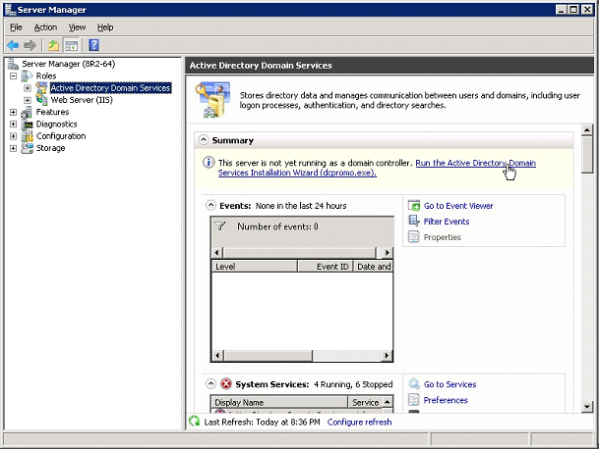 Server Manager
File Action View Help
Server Manager (8R2-64)
Roles
Active Directory Domain Services
Web Server (IIS)
Features
Diagnostics
Configuration
Storage
Active Directory Domain Services
Stores directory data and manages communication between users and domains, including user
logon processes, authentication, and directory searches.
Summary
This server is not yet running as a domain controller. Run the Active Directory Domain
Services Installation Wizard (dcpromo.exe).
Events: None in the last 24 hours
Number of events: 0
Level Event ID Date and
Go to Event Viewer
Filter Events
Properties
System Services: 4 Running, 6 Stopped
Display Name Service
Go to Services
Preferences
Last Refresh: Today at 8:36 PM Configure refresh